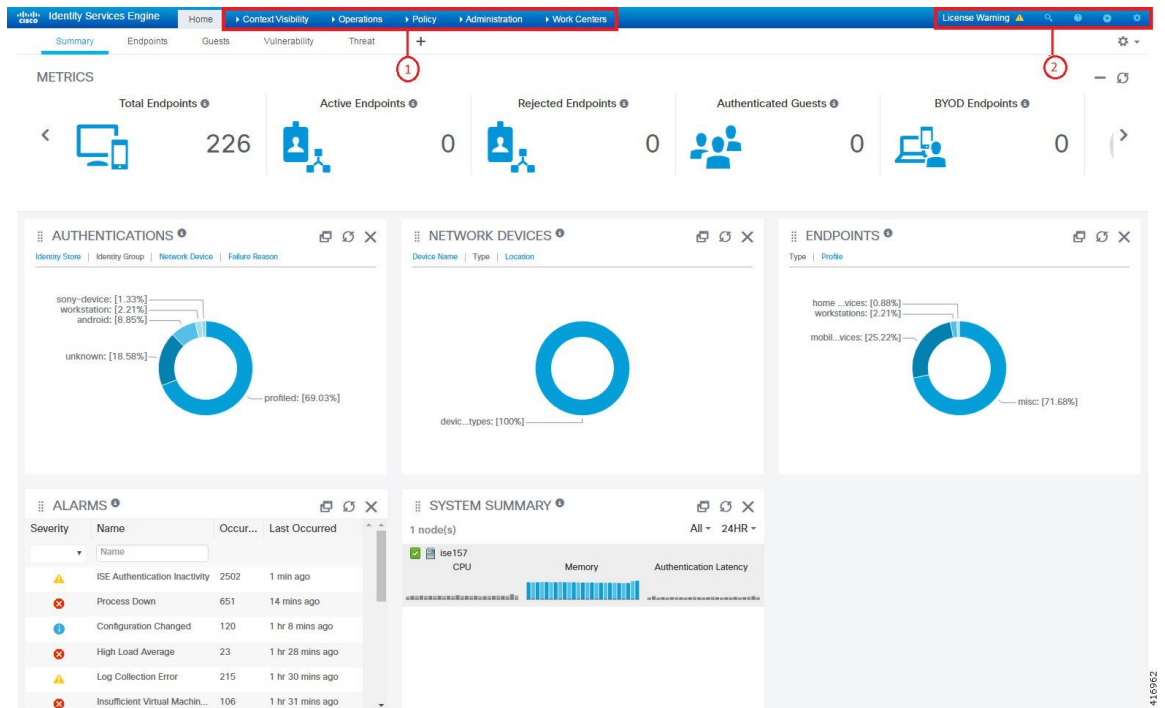 cisco Identity Services Engine Home Context Visibility Operations Policy Administration Work Centers License Warning
Summary Endpoints Guests Vulnerability Threat +
1 2
METRICS
Total Endpoints Active Endpoints Rejected Endpoints Authenticated Guests BYOD Endpoints
226 0 0 0 0
AUTHENTICATIONS
Identity Store | Identity Group | Network Device | Failure Reason
sony-device: [1.33%]
workstation: [2.21%]
android: [8.85%]
unknown: [18.58%]
profiled: [69.03%]
NETWORK DEVICES
Device Name | Type | Location
devic...types: [100%]
ENDPOINTS
Type | Profile
home ...vices: [0.88%]
workstations: [2.21%]
mobil...vices: [25.22%]
misc: [71.68%]
ALARMS
Severity Name Occur... Last Occurred
Name
ISE Authentication Inactivity 2502 1 min ago
Process Down 651 14 mins ago
Configuration Changed 120 1 hr 8 mins ago
High Load Average 23 1 hr 28 mins ago
Log Collection Error 215 1 hr 30 mins ago
Insufficient Virtual Machin... 106 1 hr 31 mins ago
SYSTEM SUMMARY
1 node(s) All 24HR
ise157
CPU Memory Authentication Latency
416962